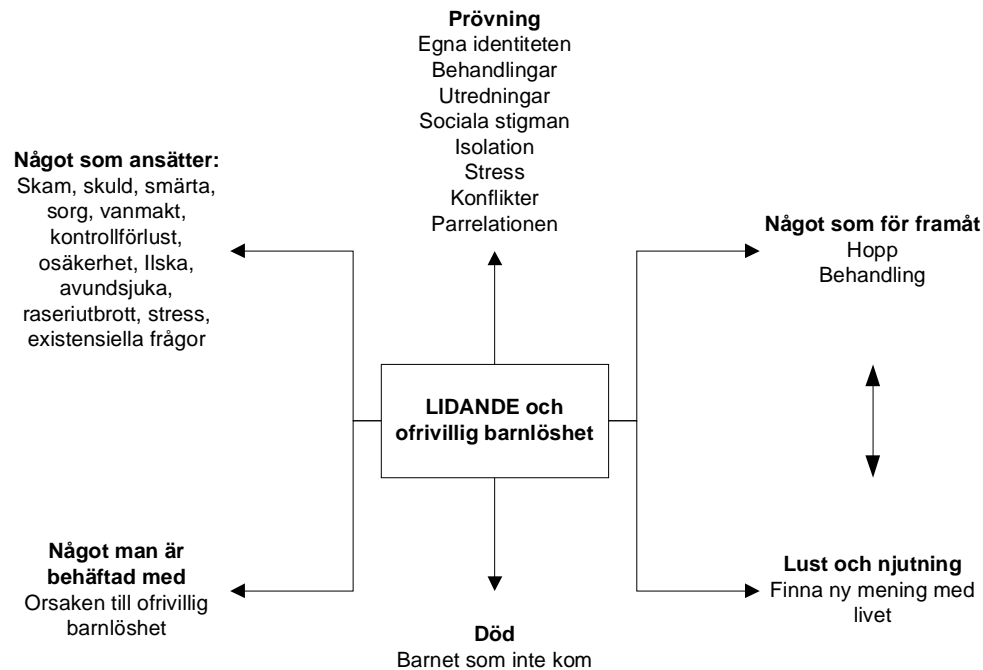 Prövning
Egna identiteten
Behandlingar
Utredningar
Sociala stigman
Isolation
Stress
Konflikter
Parrelationen
Något som ansätter:
Skam, skuld, smärta,
sorg, vanmakt,
kontrollförlust,
osäkerhet, Ilska,
avundsjuka,
raseriutbrott, stress,
existensiella frågor
Något som för framåt
Hopp
Behandling
LIDANDE och
ofrivillig barnlöshet
Något man är
behäftad med
Orsaken till ofrivillig
barnlöshet
Lust och njutning
Finna ny mening med
livet
Död
Barnet som inte kom